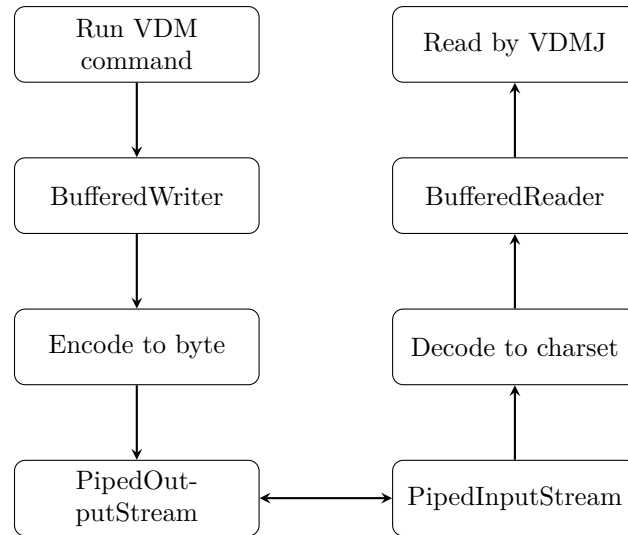 Run VDM
command
Read by VDMJ
BufferedWriter
BufferedReader
Encode to byte
Decode to charset
PipedOut-
putStream
PipedInputStream